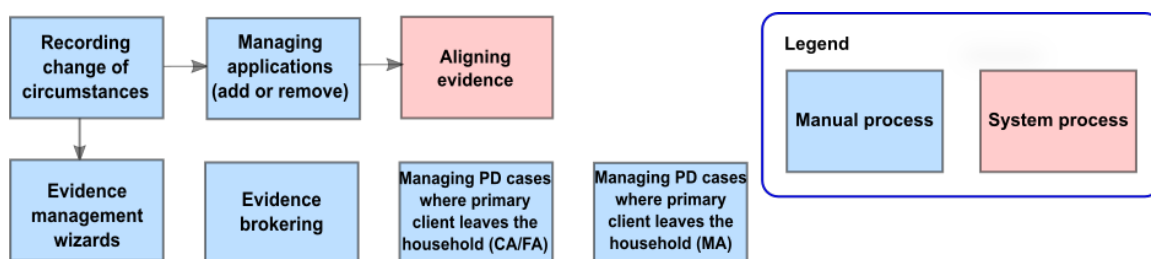 Recording
change of
circumstances
Managing
applications
(add or remove)
Aligning
evidence
Legend
Manual process
System process
Evidence
management
wizards
Evidence
brokering
Managing PD cases
where primary
client leaves the
household (CA/FA)
Managing PD cases
where primary
client leaves the
household (MA)